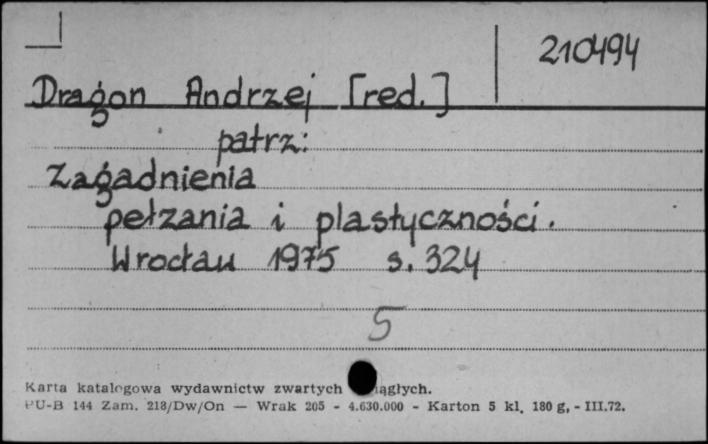 210494
Dragon Andrzej [red.]
patrz:
Zagadnienia
pełzania i plastyczności.
Wrocław 1975 s. 324
5
Karta katalogowa wydawnictw zwartych
PU-B 144 Zam. 218/Dw/On — Wrak 205 - 4.630.000 - Karton 5 kl. 180 g, - III.72.